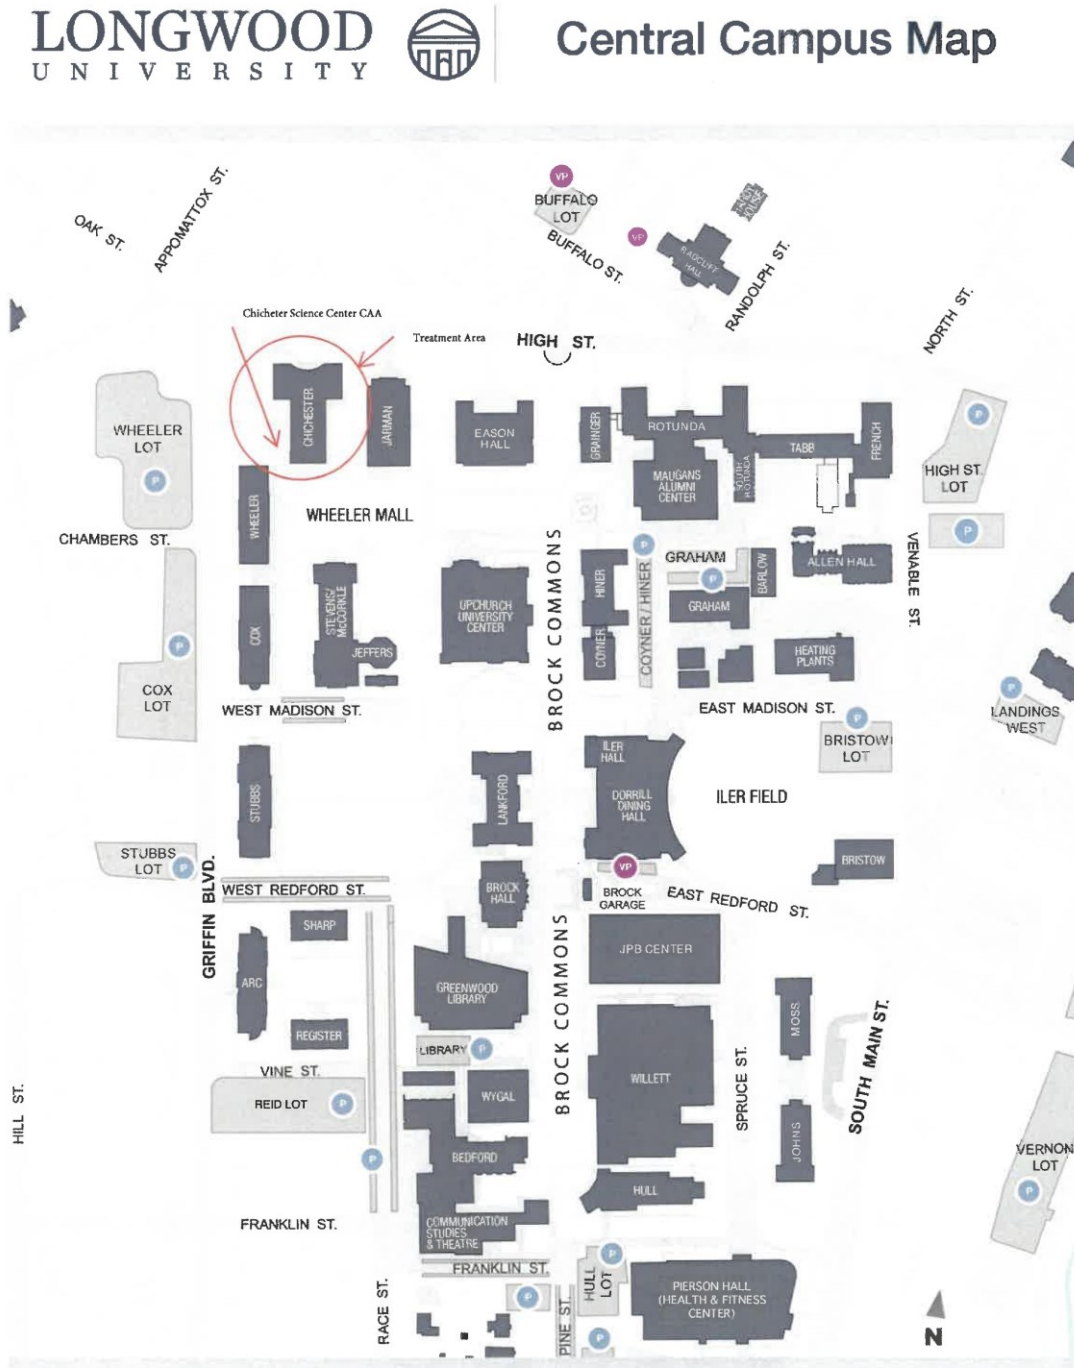 LONGWOOD
UNIVERSITY
Central Campus Map
OAK ST.
APPOMATTOX ST.
VP
BUFFALO
LOT
BUFFALO ST.
VP
RADCLIFF
HALL
RANDOLPH ST.
NORTH ST.
Chicheter Science Center CAA
Treatment Area
HIGH ST.
WHEELER
LOT
P
CHICHESTER
JARMAN
EASON
HALL
GRAINGER
ROTUNDA
MAUGANS
ALUMNI
CENTER
SOUTH
ROTUNDA
TABB
FRENCH
P
HIGH ST.
LOT
P
CHAMBERS ST.
WHEELER
WHEELER MALL
BROCK COMMONS
P
GRAHAM
P
BARLOW
ALLEN HALL
VENABLE ST.
HINER
COYNER
COYNER / HINER
GRAHAM
HEATING
PLANTS
STEVENS/
McCORKLE
JEFFERS
UPCHURCH
UNIVERSITY
CENTER
COX
P
COX
LOT
WEST MADISON ST.
EAST MADISON ST.
P
BRISTOW
LOT
P
LANDINGS
WEST
STUBBS
LANKFORD
ILER
HALL
DORRILL
DINING
HALL
ILER FIELD
STUBBS
LOT
P
GRIFFIN BLVD.
WEST REDFORD ST.
BROCK
HALL
VP
BROCK
GARAGE
EAST REDFORD ST.
BRISTOW
SHARP
ARC
REGISTER
GREENWOOD
LIBRARY
BROCK COMMONS
JPB CENTER
MOSS
SOUTH MAIN ST.
LIBRARY
P
VINE ST.
REID LOT
P
HILL ST.
WYGAL
WILLETT
SPRUCE ST.
JOHNS
P
BEDFORD
HULL
VERNON
LOT
P
FRANKLIN ST.
COMMUNICATION
STUDIES
& THEATRE
FRANKLIN ST.
P
HULL
LOT
P
PIERSON HALL
(HEALTH & FITNESS
CENTER)
RACE ST.
PINE ST.
P
N